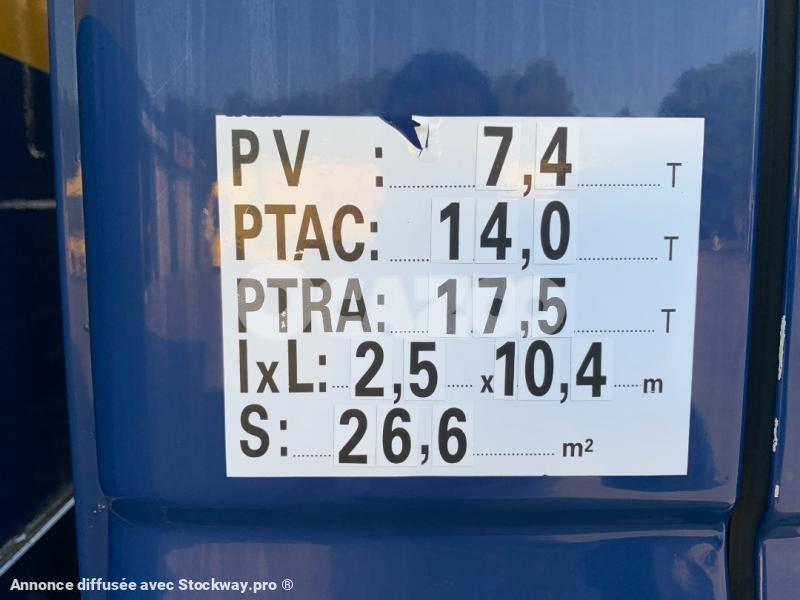 PV : ........ 7,4 ........ T
PTAC: ...... 14,0 ........ T
PTRA: ...... 17,5 ........ T
IxL: ... 2,5 ..... x10,4 ..... m
S: ........ 26,6 ............ m²
Annonce diffusée avec Stockway.pro ®